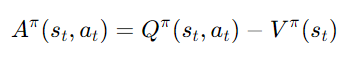 A^π(s_t, a_t) = Q^π(s_t, a_t) − V^π(s_t)